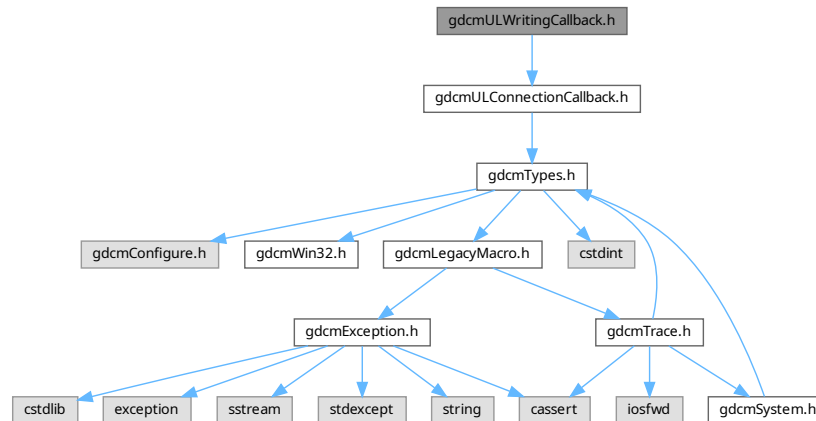 gdcmULWritingCallback.h
gdcmULConnectionCallback.h
gdcmTypes.h
gdcmConfigure.h
gdcmWin32.h
gdcmLegacyMacro.h
cstdint
gdcmException.h
gdcmTrace.h
cstdlib
exception
sstream
stdexcept
string
cassert
iosfwd
gdcmSystem.h